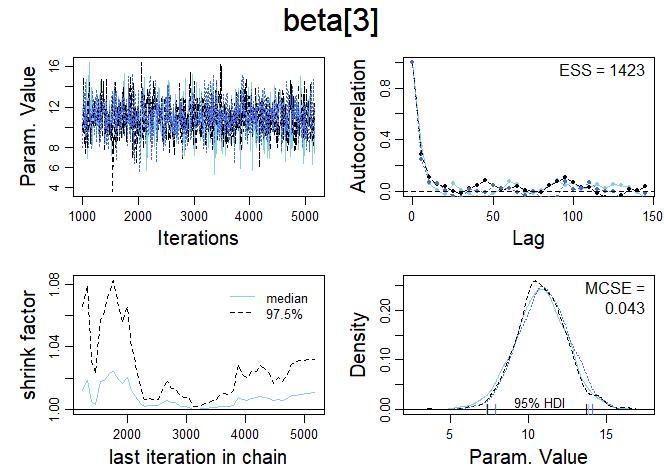 beta[3]
Param. Value
4
6
8
12
16
1000
2000
3000
4000
5000
Iterations
Autocorrelation
0.0
0.4
0.8
ESS = 1423
0
50
100
150
Lag
shrink factor
1.00
1.04
1.08
median
97.5%
2000
3000
4000
5000
last iteration in chain
Density
0.00
0.10
0.20
MCSE =
0.043
95% HDI
5
10
15
Param. Value